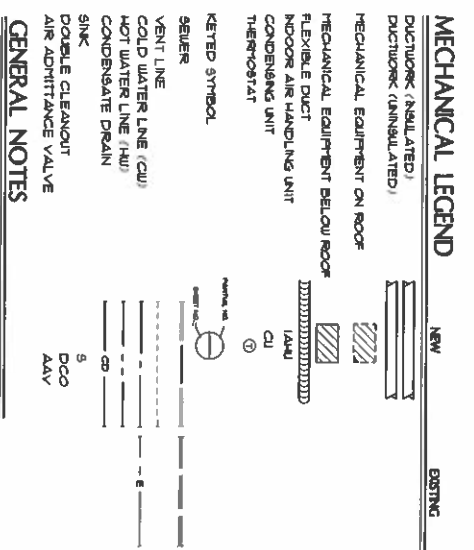 MECHANICAL LEGEND NEW EXISTING
DUCTWORK (INSULATED)
DUCTWORK (UNINSULATED)
MECHANICAL EQUIPMENT ON ROOF
MECHANICAL EQUIPMENT BELOW ROOF
FLEXIBLE DUCT
INDOOR AIR HANDLING UNIT IAHU
CONDENSING UNIT CU
THERMOSTAT T
KEYED SYMBOL
SHEET NO.
SEWER
VENT LINE
COLD WATER LINE (CW) E
HOT WATER LINE (HW)
CONDENSATE DRAIN CD
SINK S
DOUBLE CLEANOUT DCO
AIR ADMITTANCE VALVE AAV
GENERAL NOTES